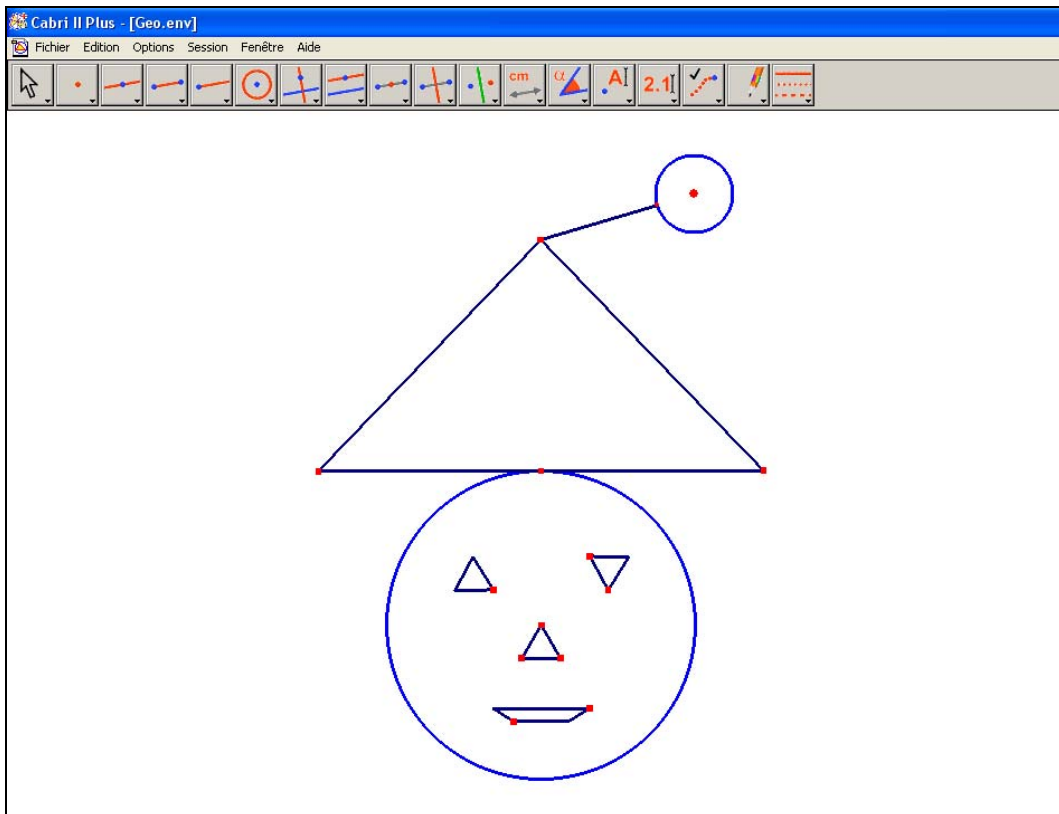 Cabri II Plus - [Geo.env]
Fichier Edition Options Session Fenêtre Aide
cm α A 2.1